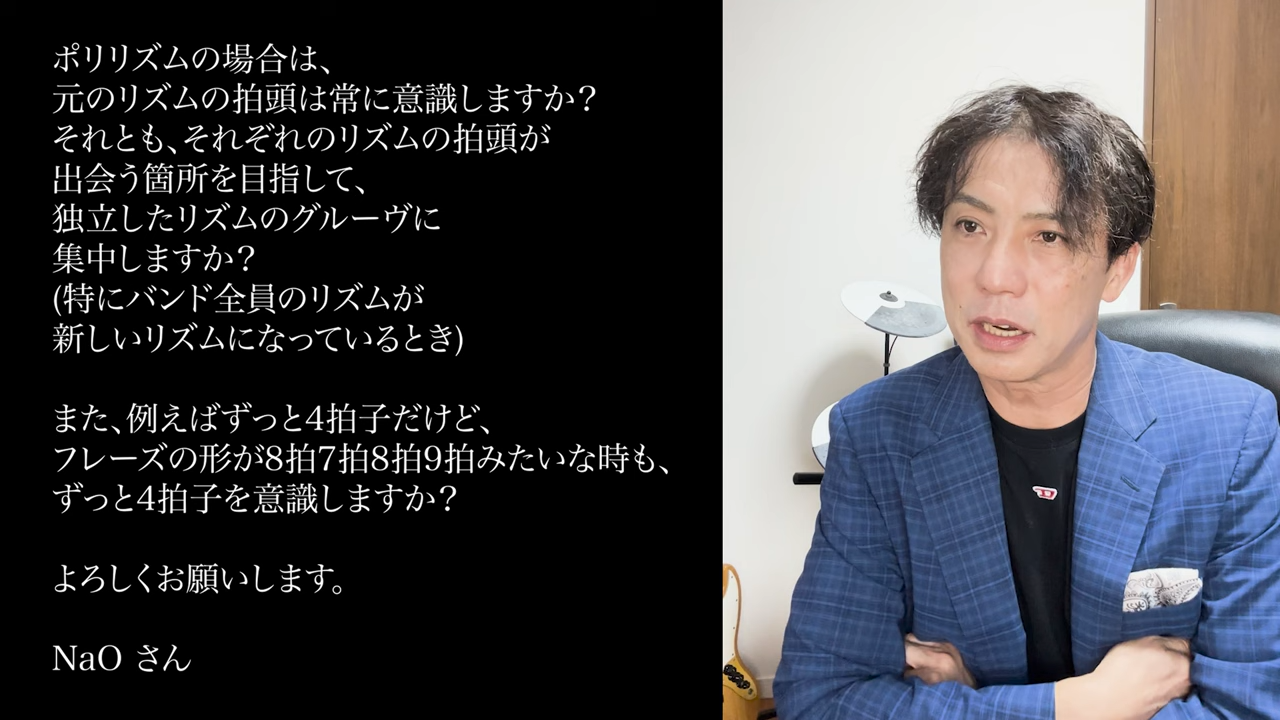 ポリリズムの場合は、
元のリズムの拍頭は常に意識しますか?
それとも、それぞれのリズムの拍頭が
出会う箇所を目指して、
独立したリズムのグルーヴに
集中しますか?
(特にバンド全員のリズムが
新しいリズムになっているとき)
また、例えばずっと4拍子だけど、
フレーズの形が8拍7拍8拍9拍みたいな時も、
ずっと4拍子を意識しますか?
よろしくお願いします。
NaO さん